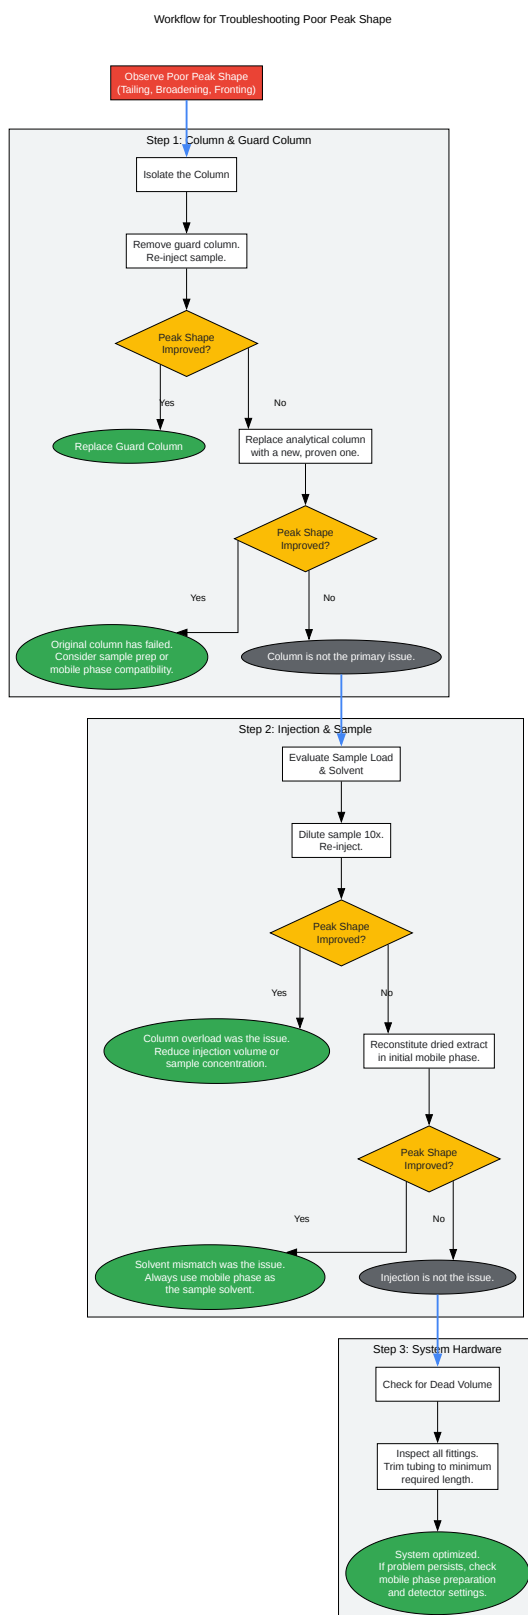 Workflow for Troubleshooting Poor Peak Shape
Observe Poor Peak Shape
(Tailing, Broadening, Fronting)
Step 1: Column & Guard Column
Isolate the Column
Remove guard column.
Re-inject sample.
Peak Shape
Improved?
Yes
No
Replace Guard Column
Replace analytical column
with a new, proven one.
Peak Shape
Improved?
Yes
No
Original column has failed.
Consider sample prep or
mobile phase compatibility.
Column is not the primary issue.
Step 2: Injection & Sample
Evaluate Sample Load
& Solvent
Dilute sample 10x.
Re-inject.
Peak Shape
Improved?
Yes
No
Column overload was the issue.
Reduce injection volume or
sample concentration.
Reconstitute dried extract
in initial mobile phase.
Peak Shape
Improved?
Yes
No
Solvent mismatch was the issue.
Always use mobile phase as
the sample solvent.
Injection is not the issue.
Step 3: System Hardware
Check for Dead Volume
Inspect all fittings.
Trim tubing to minimum
required length.
System optimized.
If problem persists, check
mobile phase preparation
and detector settings.